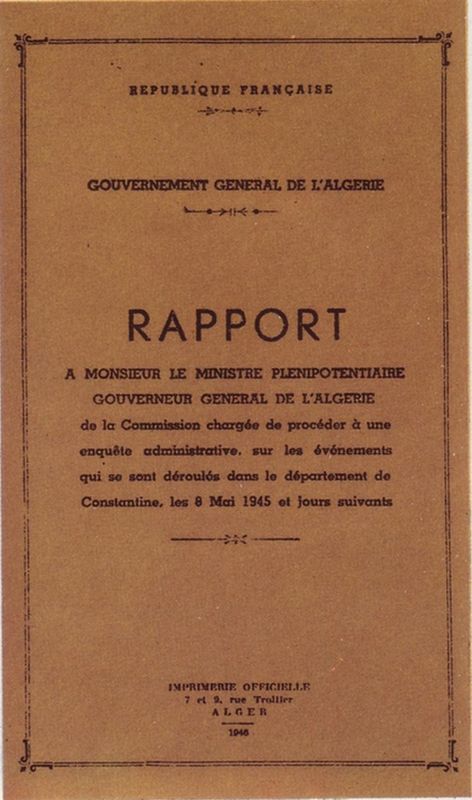 REPUBLIQUE FRANÇAISE
GOUVERNEMENT GENERAL DE L'ALGERIE
RAPPORT
A MONSIEUR LE MINISTRE PLENIPOTENTIAIRE
GOUVERNEUR GENERAL DE L'ALGERIE
de la Commission chargée de procéder à une
enquête administrative, sur les événements
qui se sont déroulés dans le département de
Constantine, les 8 Mai 1945 et jours suivants
IMPRIMERIE OFFICIELLE
7 et 9, rue Trollier
ALGER
1946